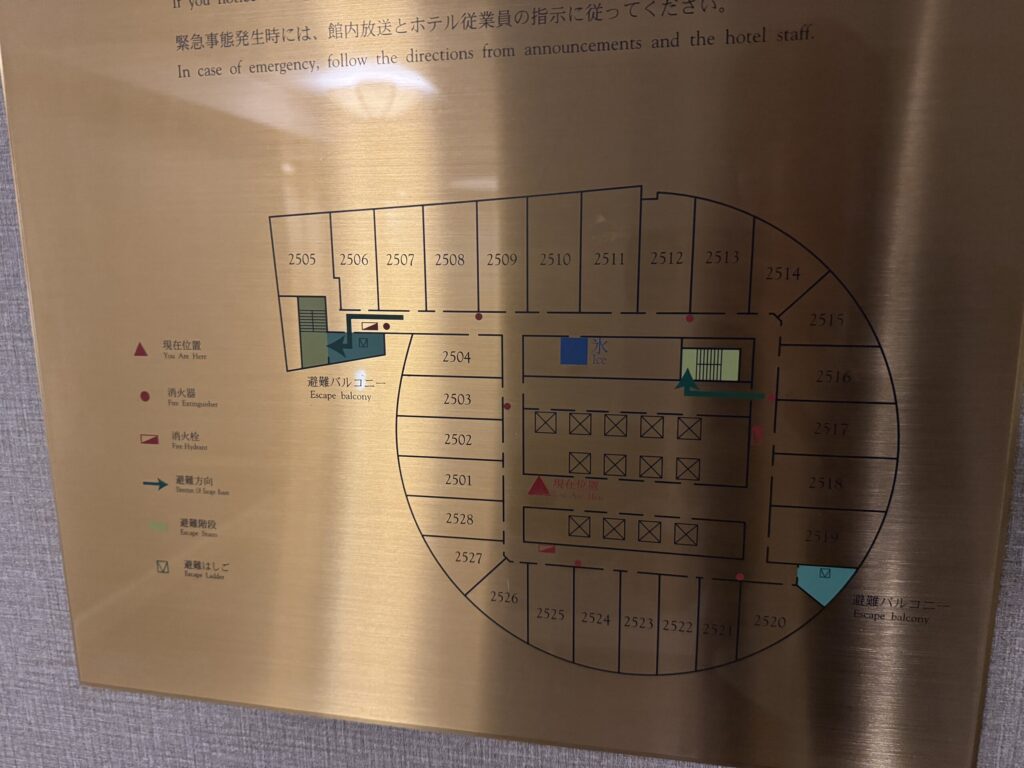 If you notice
緊急事態発生時には、館内放送とホテル従業員の指示に従ってください。
In case of emergency, follow the directions from announcements and the hotel staff.
2505 2506 2507 2508 2509 2510 2511 2512 2513 2514
2515
2516
2517
2518
2519
2520
2504
2503
2502
2501
2528
2527
2526 2525 2524 2523 2522 2521
氷
Ice
現在位置
You Are Here
避難バルコニー
Escape balcony
避難バルコニー
Escape balcony
現在位置
You Are Here
消火器
Fire Extinguisher
消火栓
Fire Hydrant
避難方向
避難階段
Escape Stairs
避難はしご
Escape Ladder